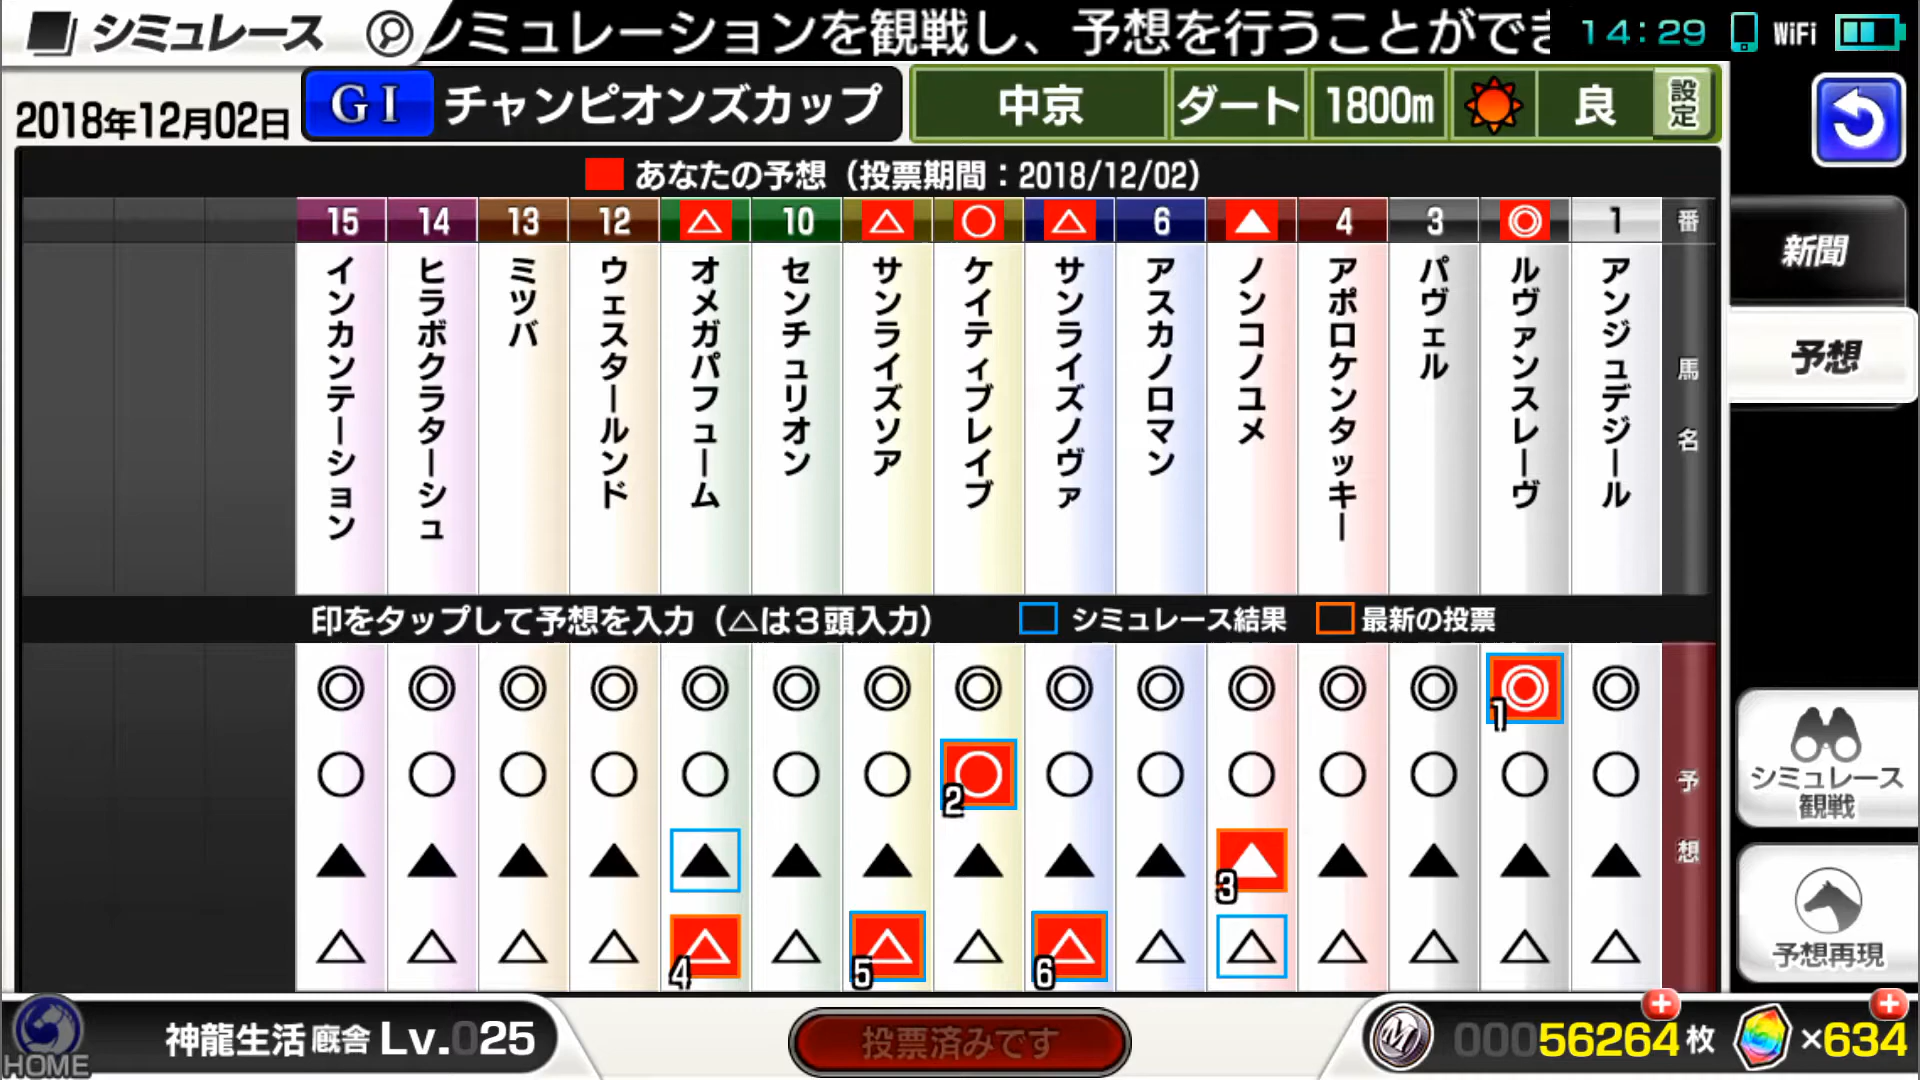 シミュレース
ミュレーションを観戦し、予想を行うことができ
14:29 WiFi
2018年12月02日
GI チャンピオンズカップ
中京 ダート 1800m 良 設定
あなたの予想（投票期間：2018/12/02）
15 14 13 12 △ 10 △ ○ △ 6 ▲ 4 3 ◎ 1 番
馬名
アンジュデジール
ルヴァンスレーヴ
パヴェル
アポロケンタッキー
ノンコノユメ
アスカノロマン
サンライズノヴァ
ケイティブレイブ
サンライズソア
センチュリオン
オメガパフューム
ウェスタールンド
ミツバ
ヒラボクラターシュ
インカンテーション
印をタップして予想を入力（△は３頭入力）
シミュレース結果
最新の投票
予想
◎ ◎ ◎ ◎ ◎ ◎ ◎ ◎ ◎ ◎ ◎ ◎ ◎ ◎ 1 ◎
○ ○ ○ ○ ○ ○ ○ ○ 2 ○ ○ ○ ○ ○ ○ ○
▲ ▲ ▲ ▲ ▲ ▲ ▲ ▲ ▲ ▲ ▲ 3 ▲ ▲ ▲ ▲
△ △ △ △ △ 4 △ △ 5 △ △ 6 △ △ △ △ △ △
新聞
予想
シミュレース
観戦
予想再現
HOME
神龍生活 厩舎 Lv.025
投票済みです
M 00056264枚
×634